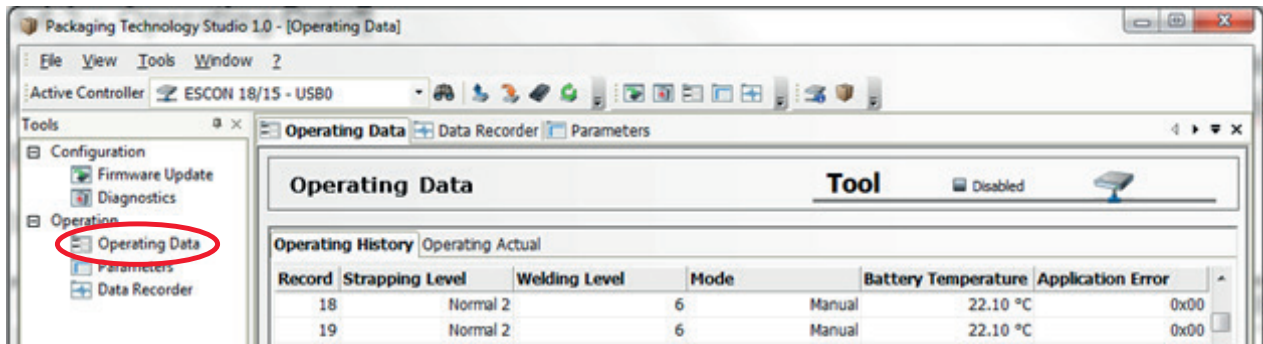 Packaging Technology Studio 1.0 - [Operating Data]
File View Tools Window ?
Active Controller ESCON 18/15 - USB0
Tools
Operating Data Data Recorder Parameters
Configuration
Firmware Update
Diagnostics
Operation
Operating Data
Parameters
Data Recorder
Operating Data Tool Disabled
Operating History Operating Actual
Record Strapping Level Welding Level Mode Battery Temperature Application Error
18 Normal 2 6 Manual 22.10 °C 0x00
19 Normal 2 6 Manual 22.10 °C 0x00